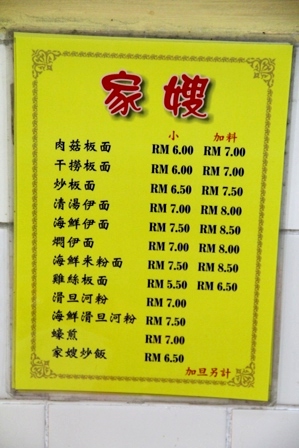 家嫂
小 加料
肉菇板面 RM 6.00 RM 7.00
干撈板面 RM 6.00 RM 7.00
炒板面 RM 6.50 RM 7.50
清湯伊面 RM 7.00 RM 8.00
海鮮伊面 RM 7.50 RM 8.50
燜伊面 RM 7.00 RM 8.00
海鮮米粉面 RM 7.50 RM 8.50
雞絲板面 RM 5.50 RM 6.50
滑旦河粉 RM 7.00
海鮮滑旦河粉 RM 7.50
蠔煎 RM 7.00
家嫂炒飯 RM 6.50
加旦另計